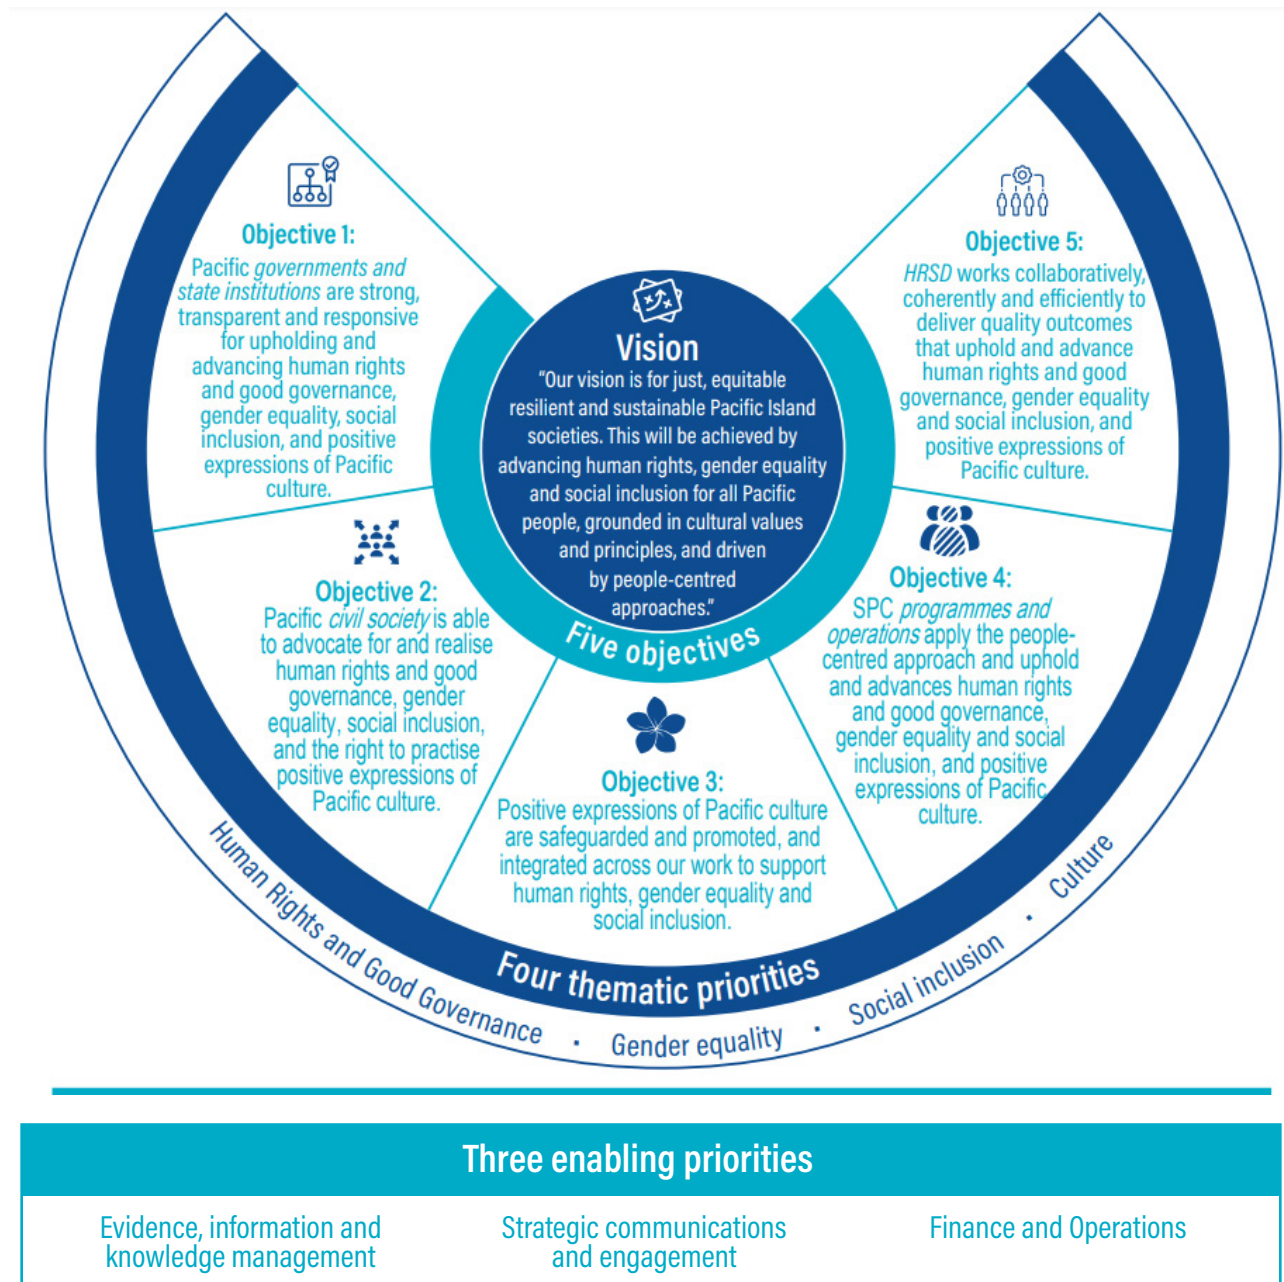 Objective 1:
Pacific governments and
state institutions are strong,
transparent and responsive
for upholding and
advancing human rights
and good governance,
gender equality, social
inclusion, and positive
expressions of Pacific
culture.
Objective 2:
Pacific civil society is able
to advocate for and realise
human rights and good
governance, gender
equality, social inclusion,
and the right to practise
positive expressions of
Pacific culture.
Objective 3:
Positive expressions of Pacific culture
are safeguarded and promoted, and
integrated across our work to support
human rights, gender equality and
social inclusion.
Objective 4:
SPC programmes and
operations apply the people-
centred approach and uphold
and advances human rights
and good governance,
gender equality and social
inclusion, and positive
expressions of Pacific
culture.
Objective 5:
HRSD works collaboratively,
coherently and efficiently to
deliver quality outcomes
that uphold and advance
human rights and good
governance, gender equality
and social inclusion, and
positive expressions of
Pacific culture.
Vision
"Our vision is for just, equitable
resilient and sustainable Pacific Island
societies. This will be achieved by
advancing human rights, gender equality
and social inclusion for all Pacific
people, grounded in cultural values
and principles, and driven
by people-centred
approaches."
Five objectives
Four thematic priorities
Human Rights and Good Governance · Gender equality · Social inclusion · Culture
Three enabling priorities
Evidence, information and
knowledge management
Strategic communications
and engagement
Finance and Operations